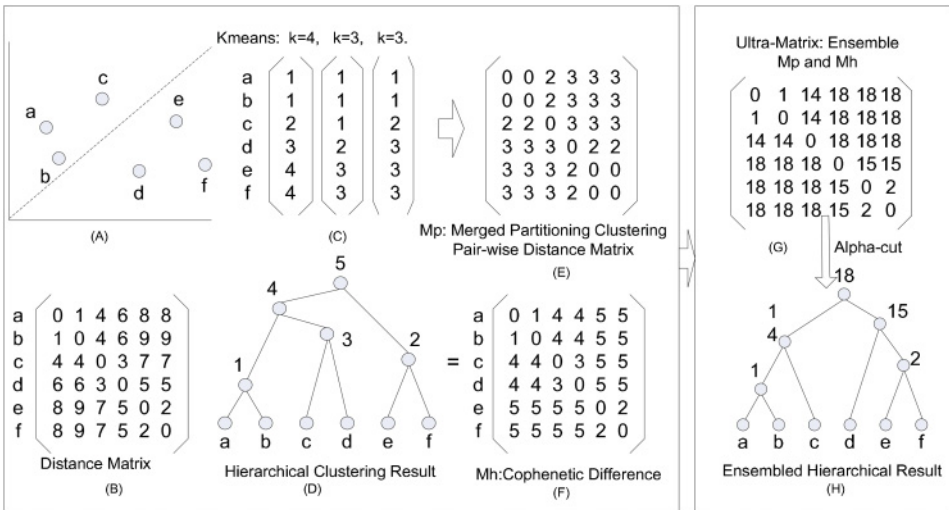 Kmeans: k=4, k=3, k=3.
a 1 1 1
b 1 1 1
c 2 1 2
d 3 2 3
e 4 3 3
f 4 3 3
(C)
a
c
e
b
d
f
(A)
0 0 2 3 3 3
0 0 2 3 3 3
2 2 0 3 3 3
3 3 3 0 2 2
3 3 3 2 0 0
3 3 3 2 0 0
Mp: Merged Partitioning Clustering
Pair-wise Distance Matrix
(E)
a 0 1 4 6 8 8
b 1 0 4 6 9 9
c 4 4 0 3 7 7
d 6 6 3 0 5 5
e 8 9 7 5 0 2
f 8 9 7 5 2 0
Distance Matrix
(B)
5
4
3
2
1
a b c d e f
Hierarchical Clustering Result
(D)
=
a 0 1 4 4 5 5
b 1 0 4 4 5 5
c 4 4 0 3 5 5
d 4 4 3 0 5 5
e 5 5 5 5 0 2
f 5 5 5 5 2 0
Mh:Cophenetic Difference
(F)
Ultra-Matrix: Ensemble
Mp and Mh
0 1 14 18 18 18
1 0 14 18 18 18
14 14 0 18 18 18
18 18 18 0 15 15
18 18 18 15 0 2
18 18 18 15 2 0
(G)
Alpha-cut
18
1
4
15
1
2
a b c d e f
Ensembled Hierarchical Result
(H)